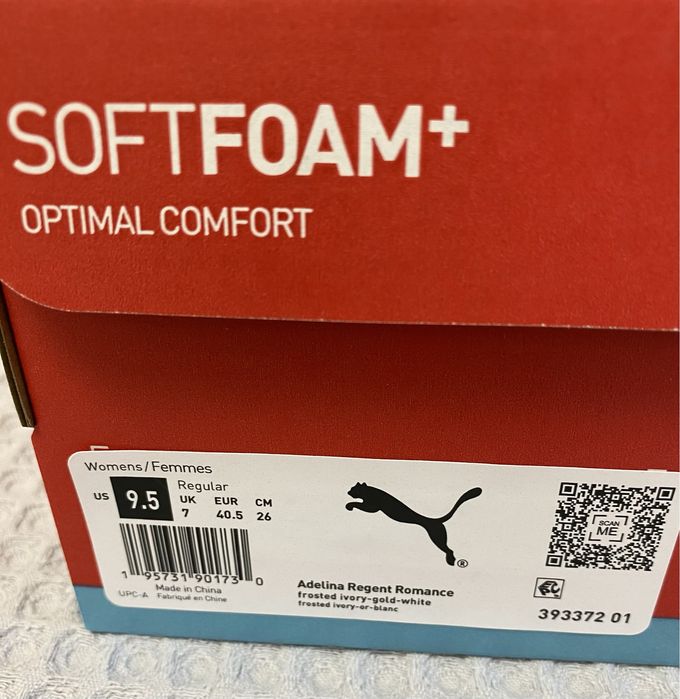 SOFTFOAM+
OPTIMAL COMFORT
Womens/Femmes
Regular
US 9.5 UK EUR CM
7 40.5 26
1 95731 90173 0
UPC-A Made in China
Fabriqué en Chine
®
Adelina Regent Romance
frosted ivory-gold-white
frosted ivory-or-blanc
SCAN
ME
393372 01